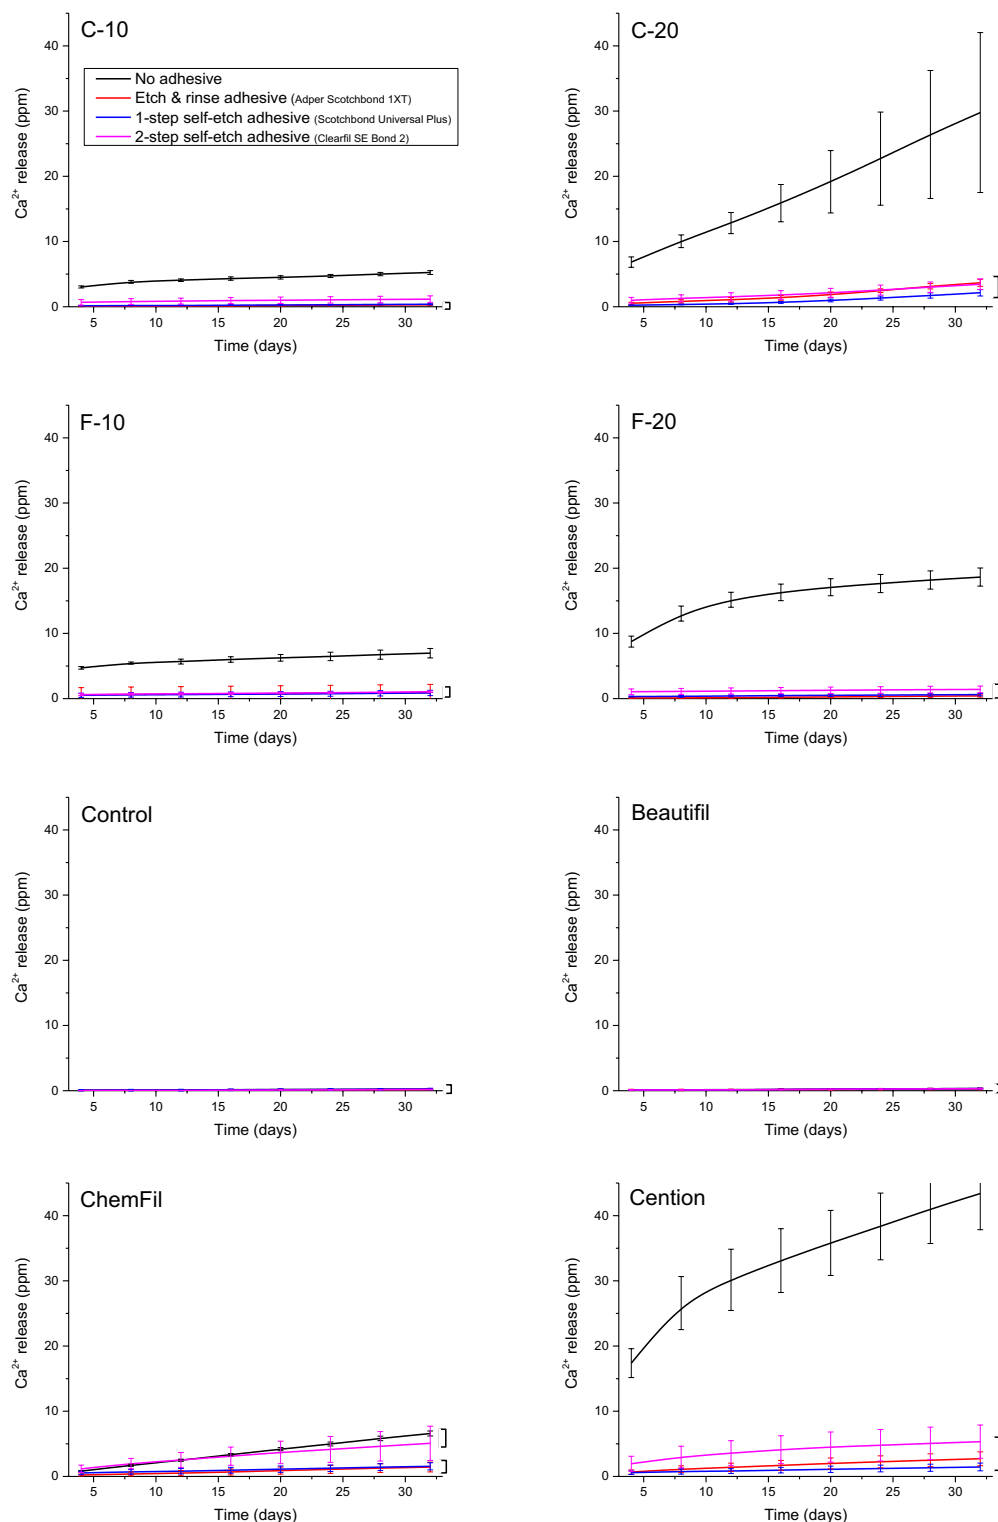 C-10
No adhesive
Etch & rinse adhesive (Adper Scotchbond 1XT)
1-step self-etch adhesive (Scotchbond Universal Plus)
2-step self-etch adhesive (Clearfil SE Bond 2)
Ca²⁺ release (ppm)
40
30
20
10
0
5 10 15 20 25 30
Time (days)
C-20
Ca²⁺ release (ppm)
40
30
20
10
0
5 10 15 20 25 30
Time (days)
F-10
Ca²⁺ release (ppm)
40
30
20
10
0
5 10 15 20 25 30
Time (days)
F-20
Ca²⁺ release (ppm)
40
30
20
10
0
5 10 15 20 25 30
Time (days)
Control
Ca²⁺ release (ppm)
40
30
20
10
0
5 10 15 20 25 30
Time (days)
Beautifil
Ca²⁺ release (ppm)
40
30
20
10
0
5 10 15 20 25 30
Time (days)
ChemFil
Ca²⁺ release (ppm)
40
30
20
10
0
5 10 15 20 25 30
Time (days)
Cention
Ca²⁺ release (ppm)
40
30
20
10
0
5 10 15 20 25 30
Time (days)